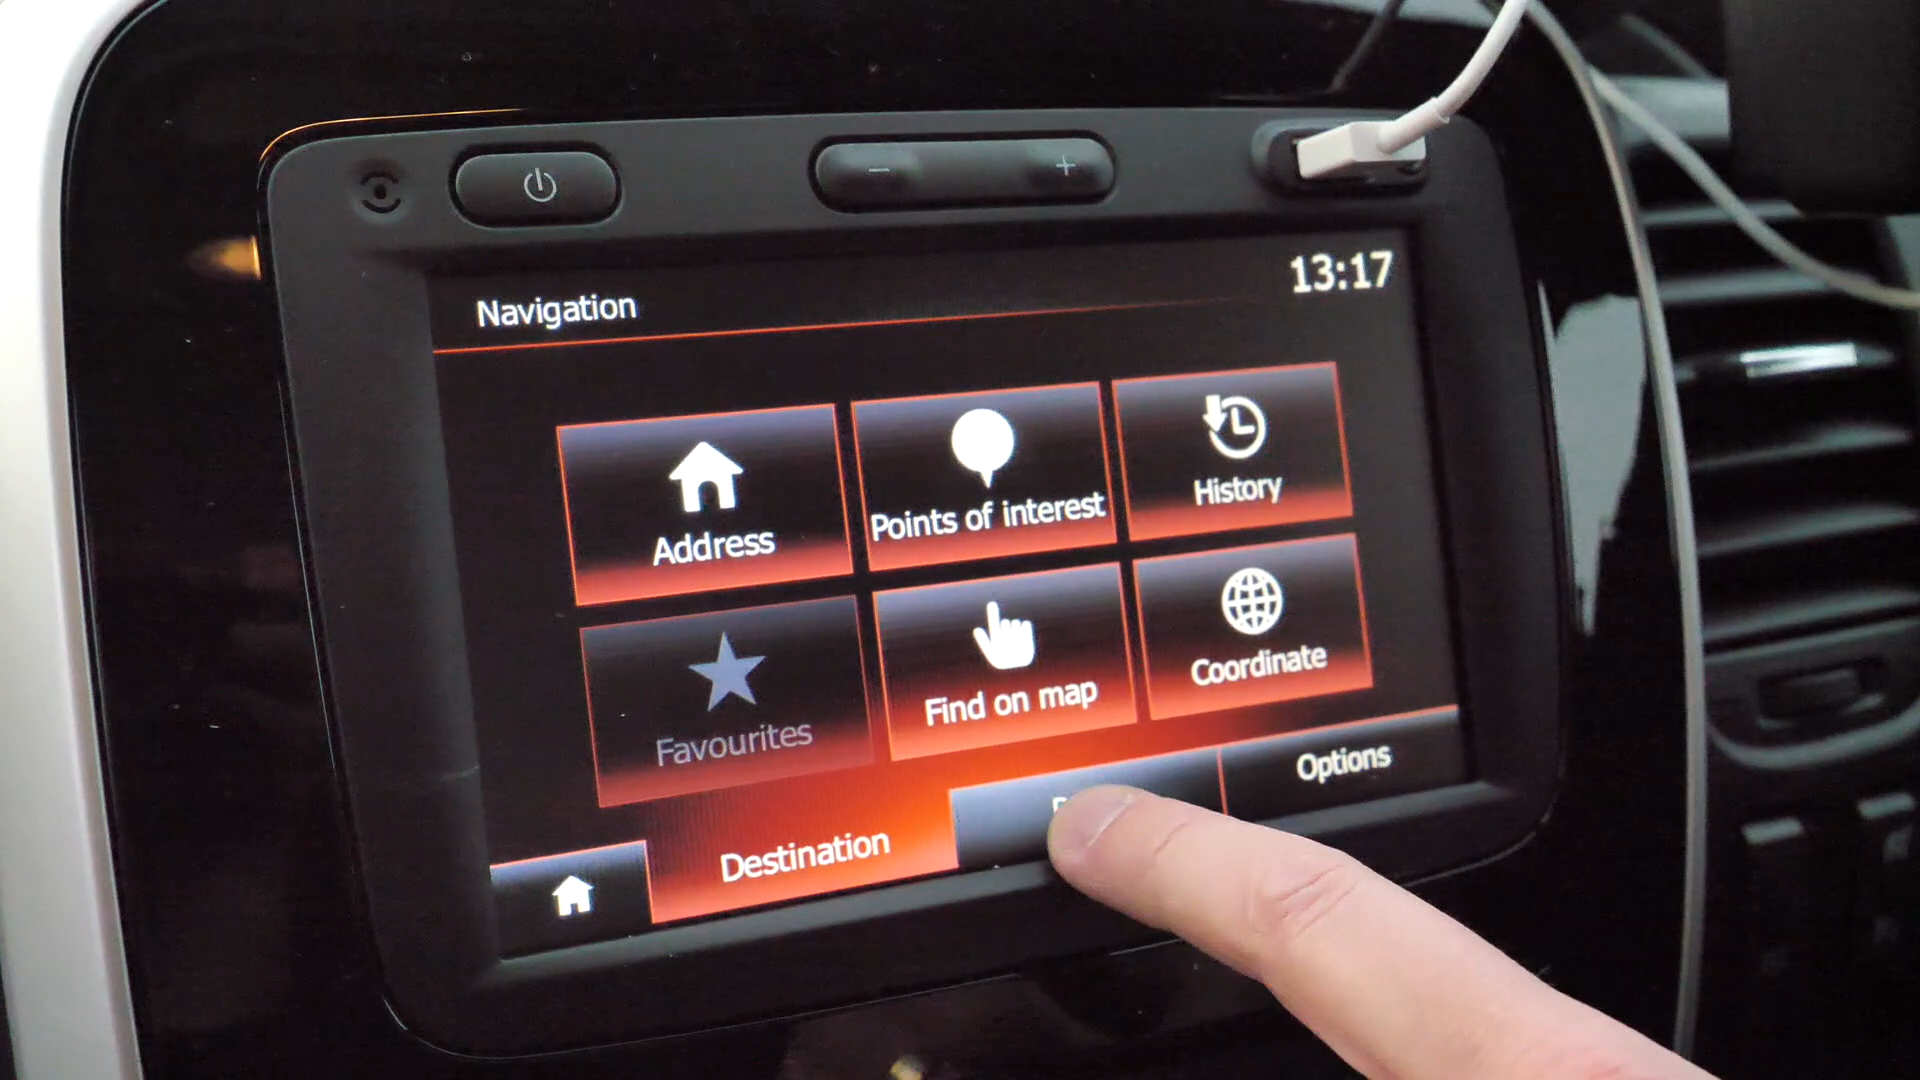 Navigation
13:17
Address
Points of interest
History
Favourites
Find on map
Coordinate
Destination
Options